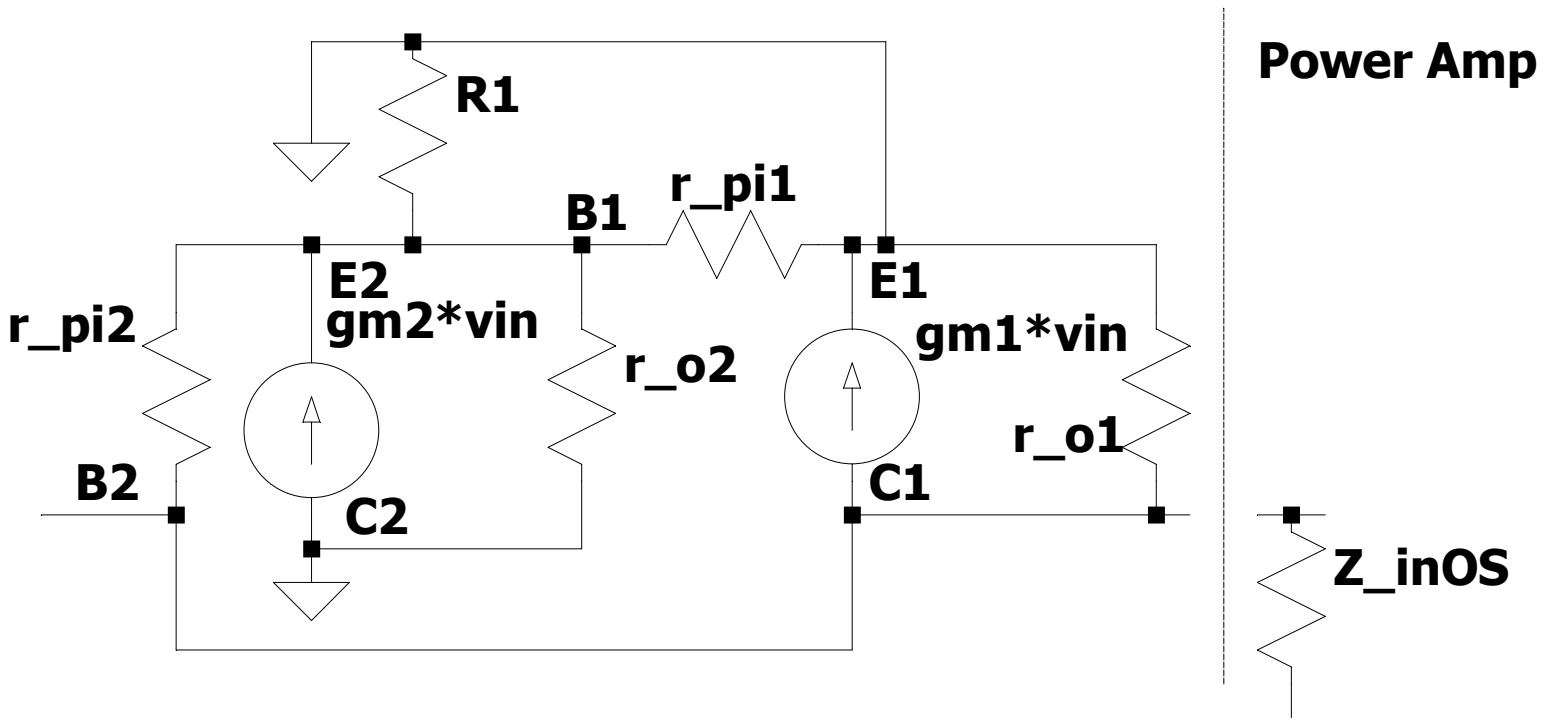 Power Amp
R1
r_pi1
B1
E2
E1
r_pi2
gm2*vin
gm1*vin
r_o2
r_o1
B2
C1
C2
Z_inOS